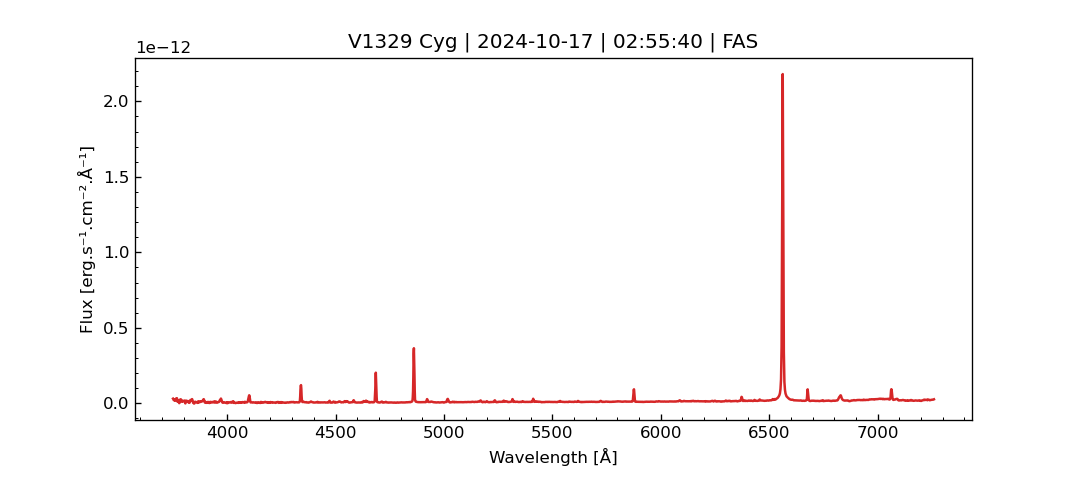 V1329 Cyg | 2024-10-17 | 02:55:40 | FAS
1e−12
2.0
1.5
1.0
0.5
0.0
Flux [erg.s⁻¹.cm⁻².Å⁻¹]
4000 4500 5000 5500 6000 6500 7000
Wavelength [Å]